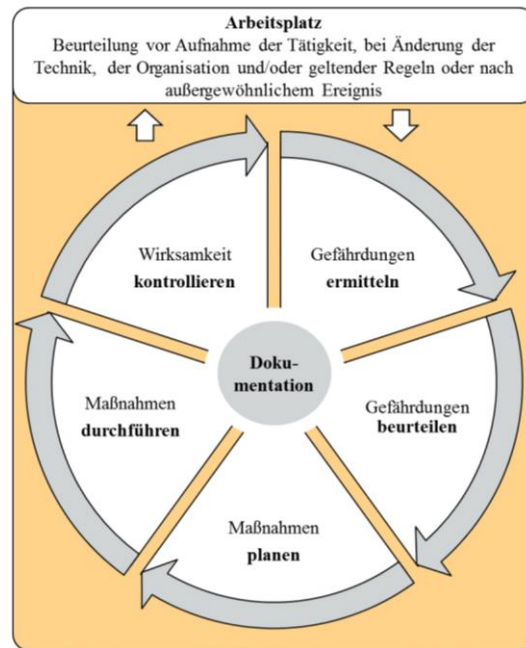 Arbeitsplatz
Beurteilung vor Aufnahme der Tätigkeit, bei Änderung der
Technik, der Organisation und/oder geltender Regeln oder nach
außergewöhnlichem Ereignis
Wirksamkeit
kontrollieren
Gefährdungen
ermitteln
Doku-
mentation
Maßnahmen
durchführen
Gefährdungen
beurteilen
Maßnahmen
planen